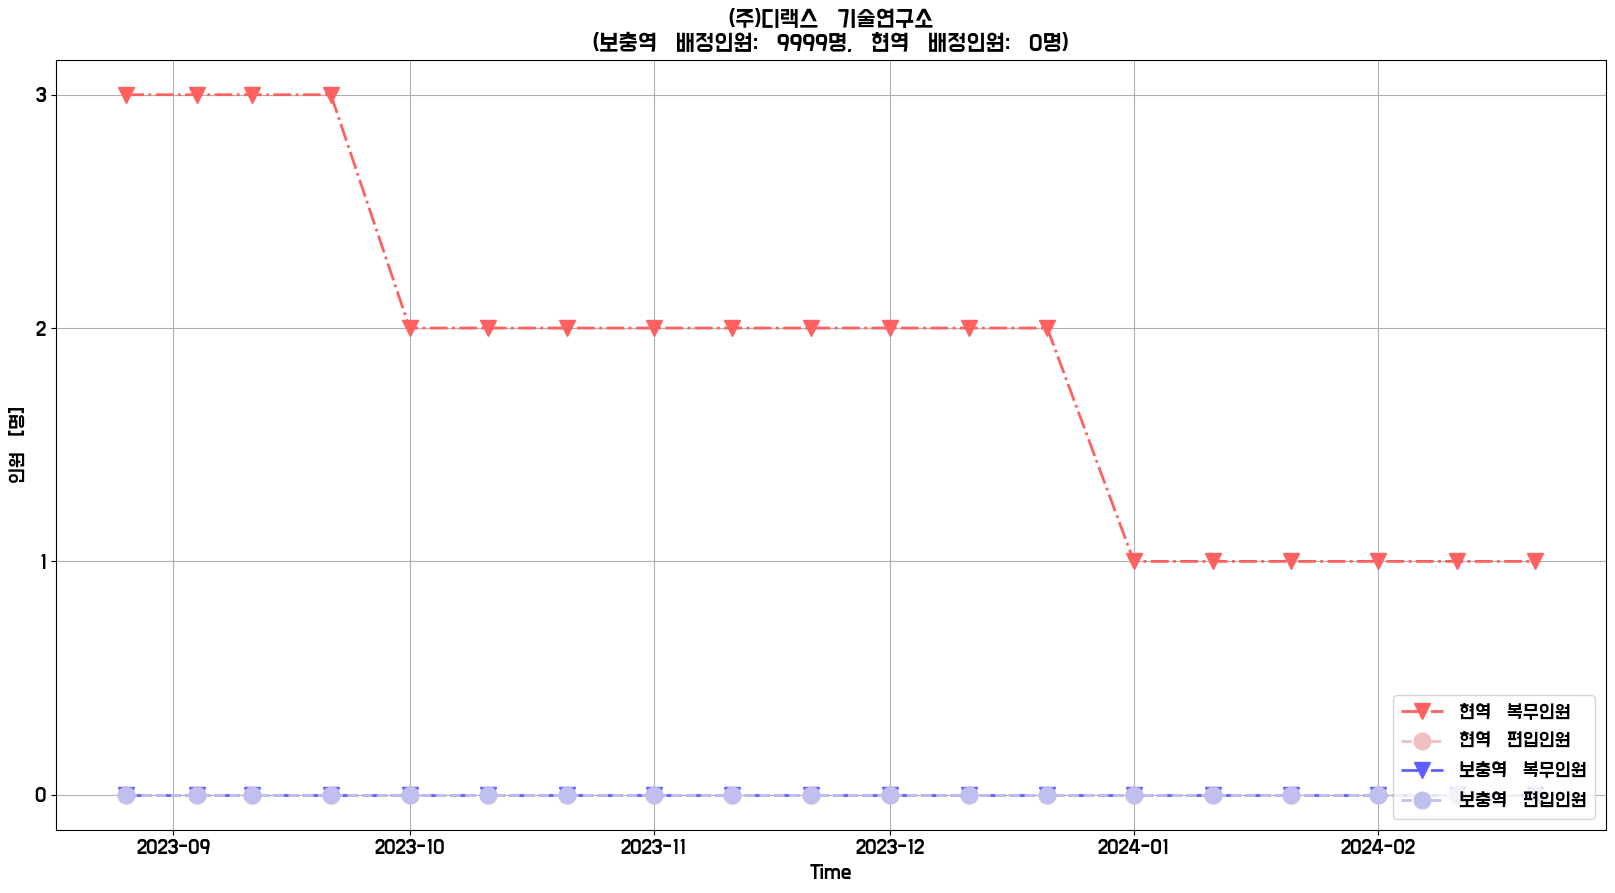 (주)디랙스 기술연구소
(보충역 배정인원: 9999명, 현역 배정인원: 0명)
인원 [명]
3
2
1
0
2023-09
2023-10
2023-11
2023-12
2024-01
2024-02
Time
현역 복무인원
현역 편입인원
보충역 복무인원
보충역 편입인원